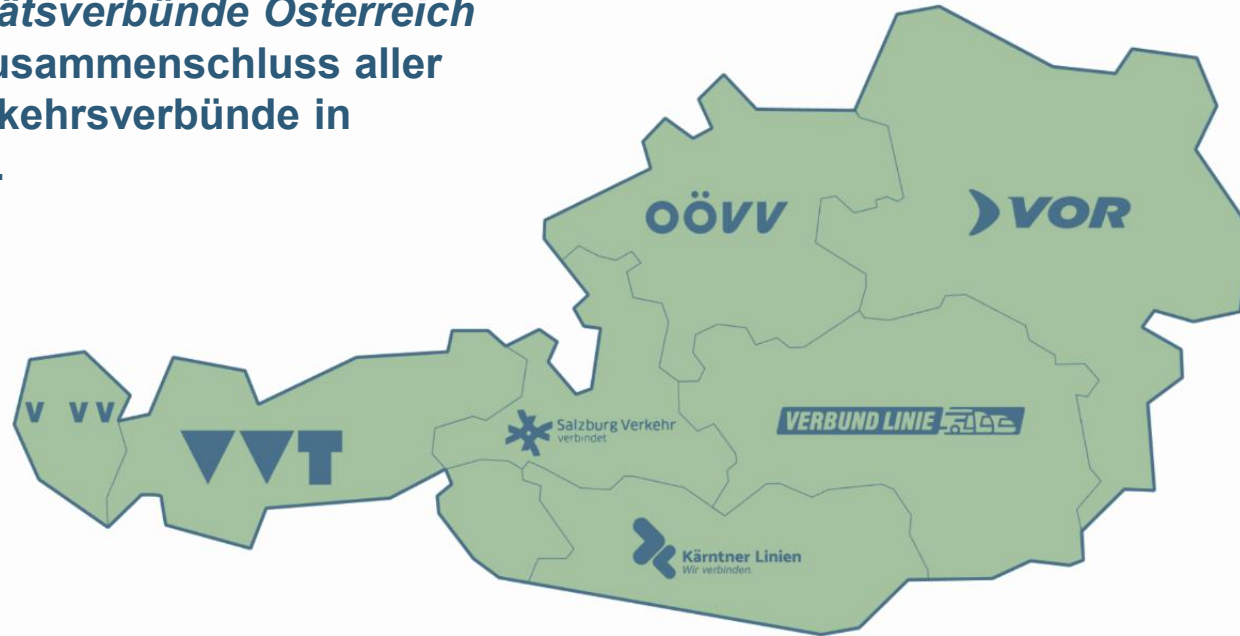 ätsverbünde Österreich
usammenschluss aller
kehrsverbünde in
.
OÖVV
VOR
V VV
VVT
Salzburg Verkehr
verbindet
VERBUND LINIE
Kärntner Linien
Wir verbinden.